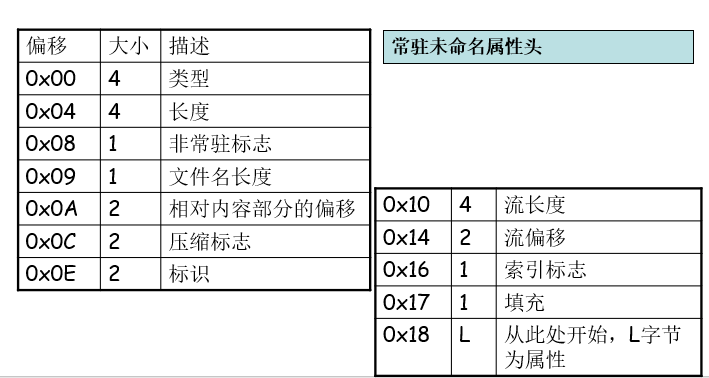 常驻未命名属性头
偏移 大小 描述
0x00 4 类型
0x04 4 长度
0x08 1 非常驻标志
0x09 1 文件名长度
0x0A 2 相对内容部分的偏移
0x0C 2 压缩标志
0x0E 2 标识
0x10 4 流长度
0x14 2 流偏移
0x16 1 索引标志
0x17 1 填充
0x18 L 从此处开始，L字节
为属性